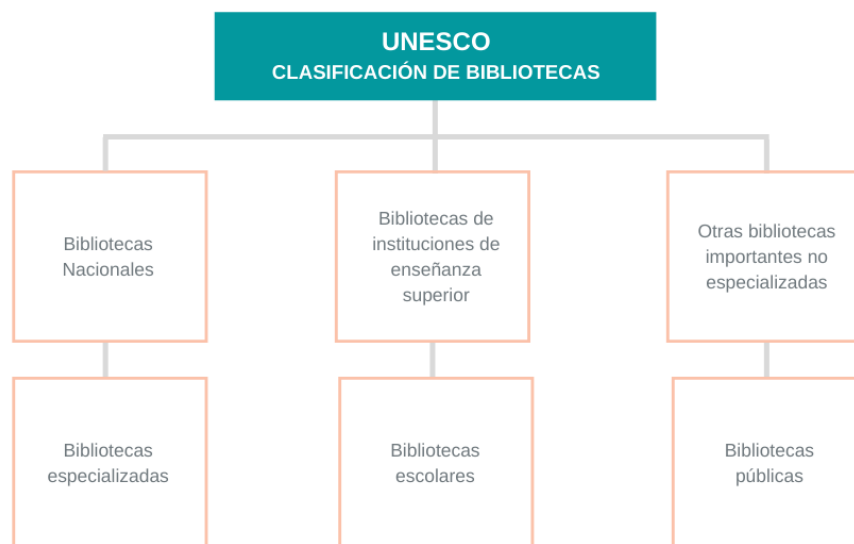 UNESCO
CLASIFICACIÓN DE BIBLIOTECAS
Bibliotecas
Nacionales
Bibliotecas de
instituciones de
enseñanza
superior
Otras bibliotecas
importantes no
especializadas
Bibliotecas
especializadas
Bibliotecas
escolares
Bibliotecas
públicas